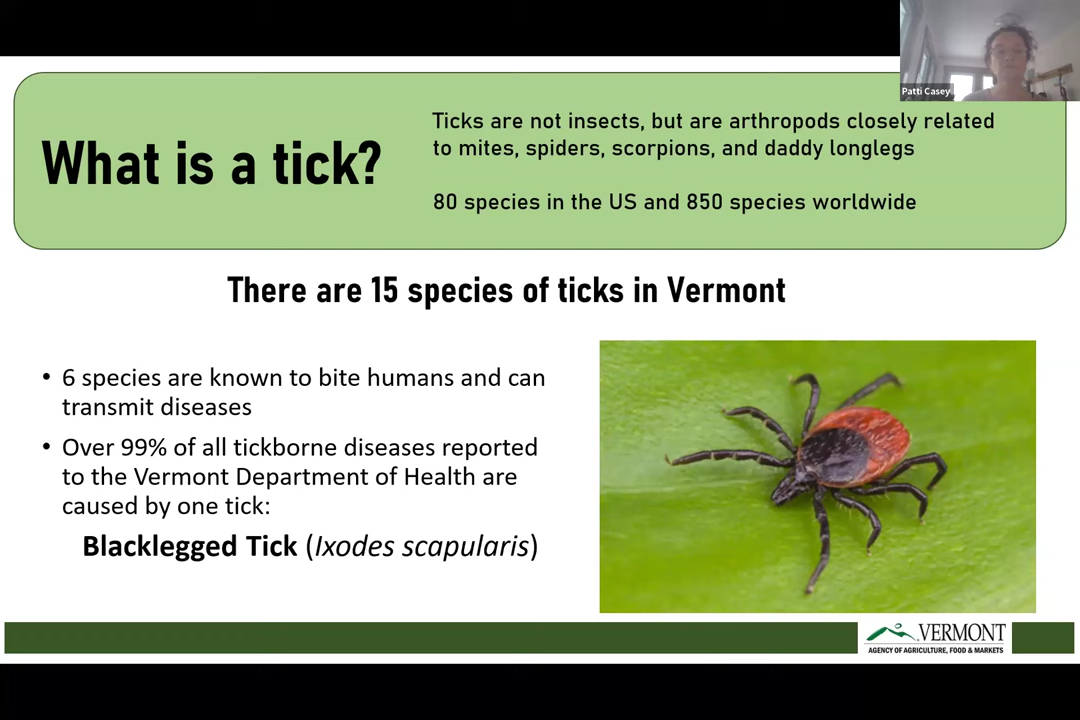 Patti Casey
What is a tick?
Ticks are not insects, but are arthropods closely related
to mites, spiders, scorpions, and daddy longlegs
80 species in the US and 850 species worldwide
There are 15 species of ticks in Vermont
• 6 species are known to bite humans and can
transmit diseases
• Over 99% of all tickborne diseases reported
to the Vermont Department of Health are
caused by one tick:
Blacklegged Tick (Ixodes scapularis)
VERMONT
AGENCY OF AGRICULTURE, FOOD & MARKETS